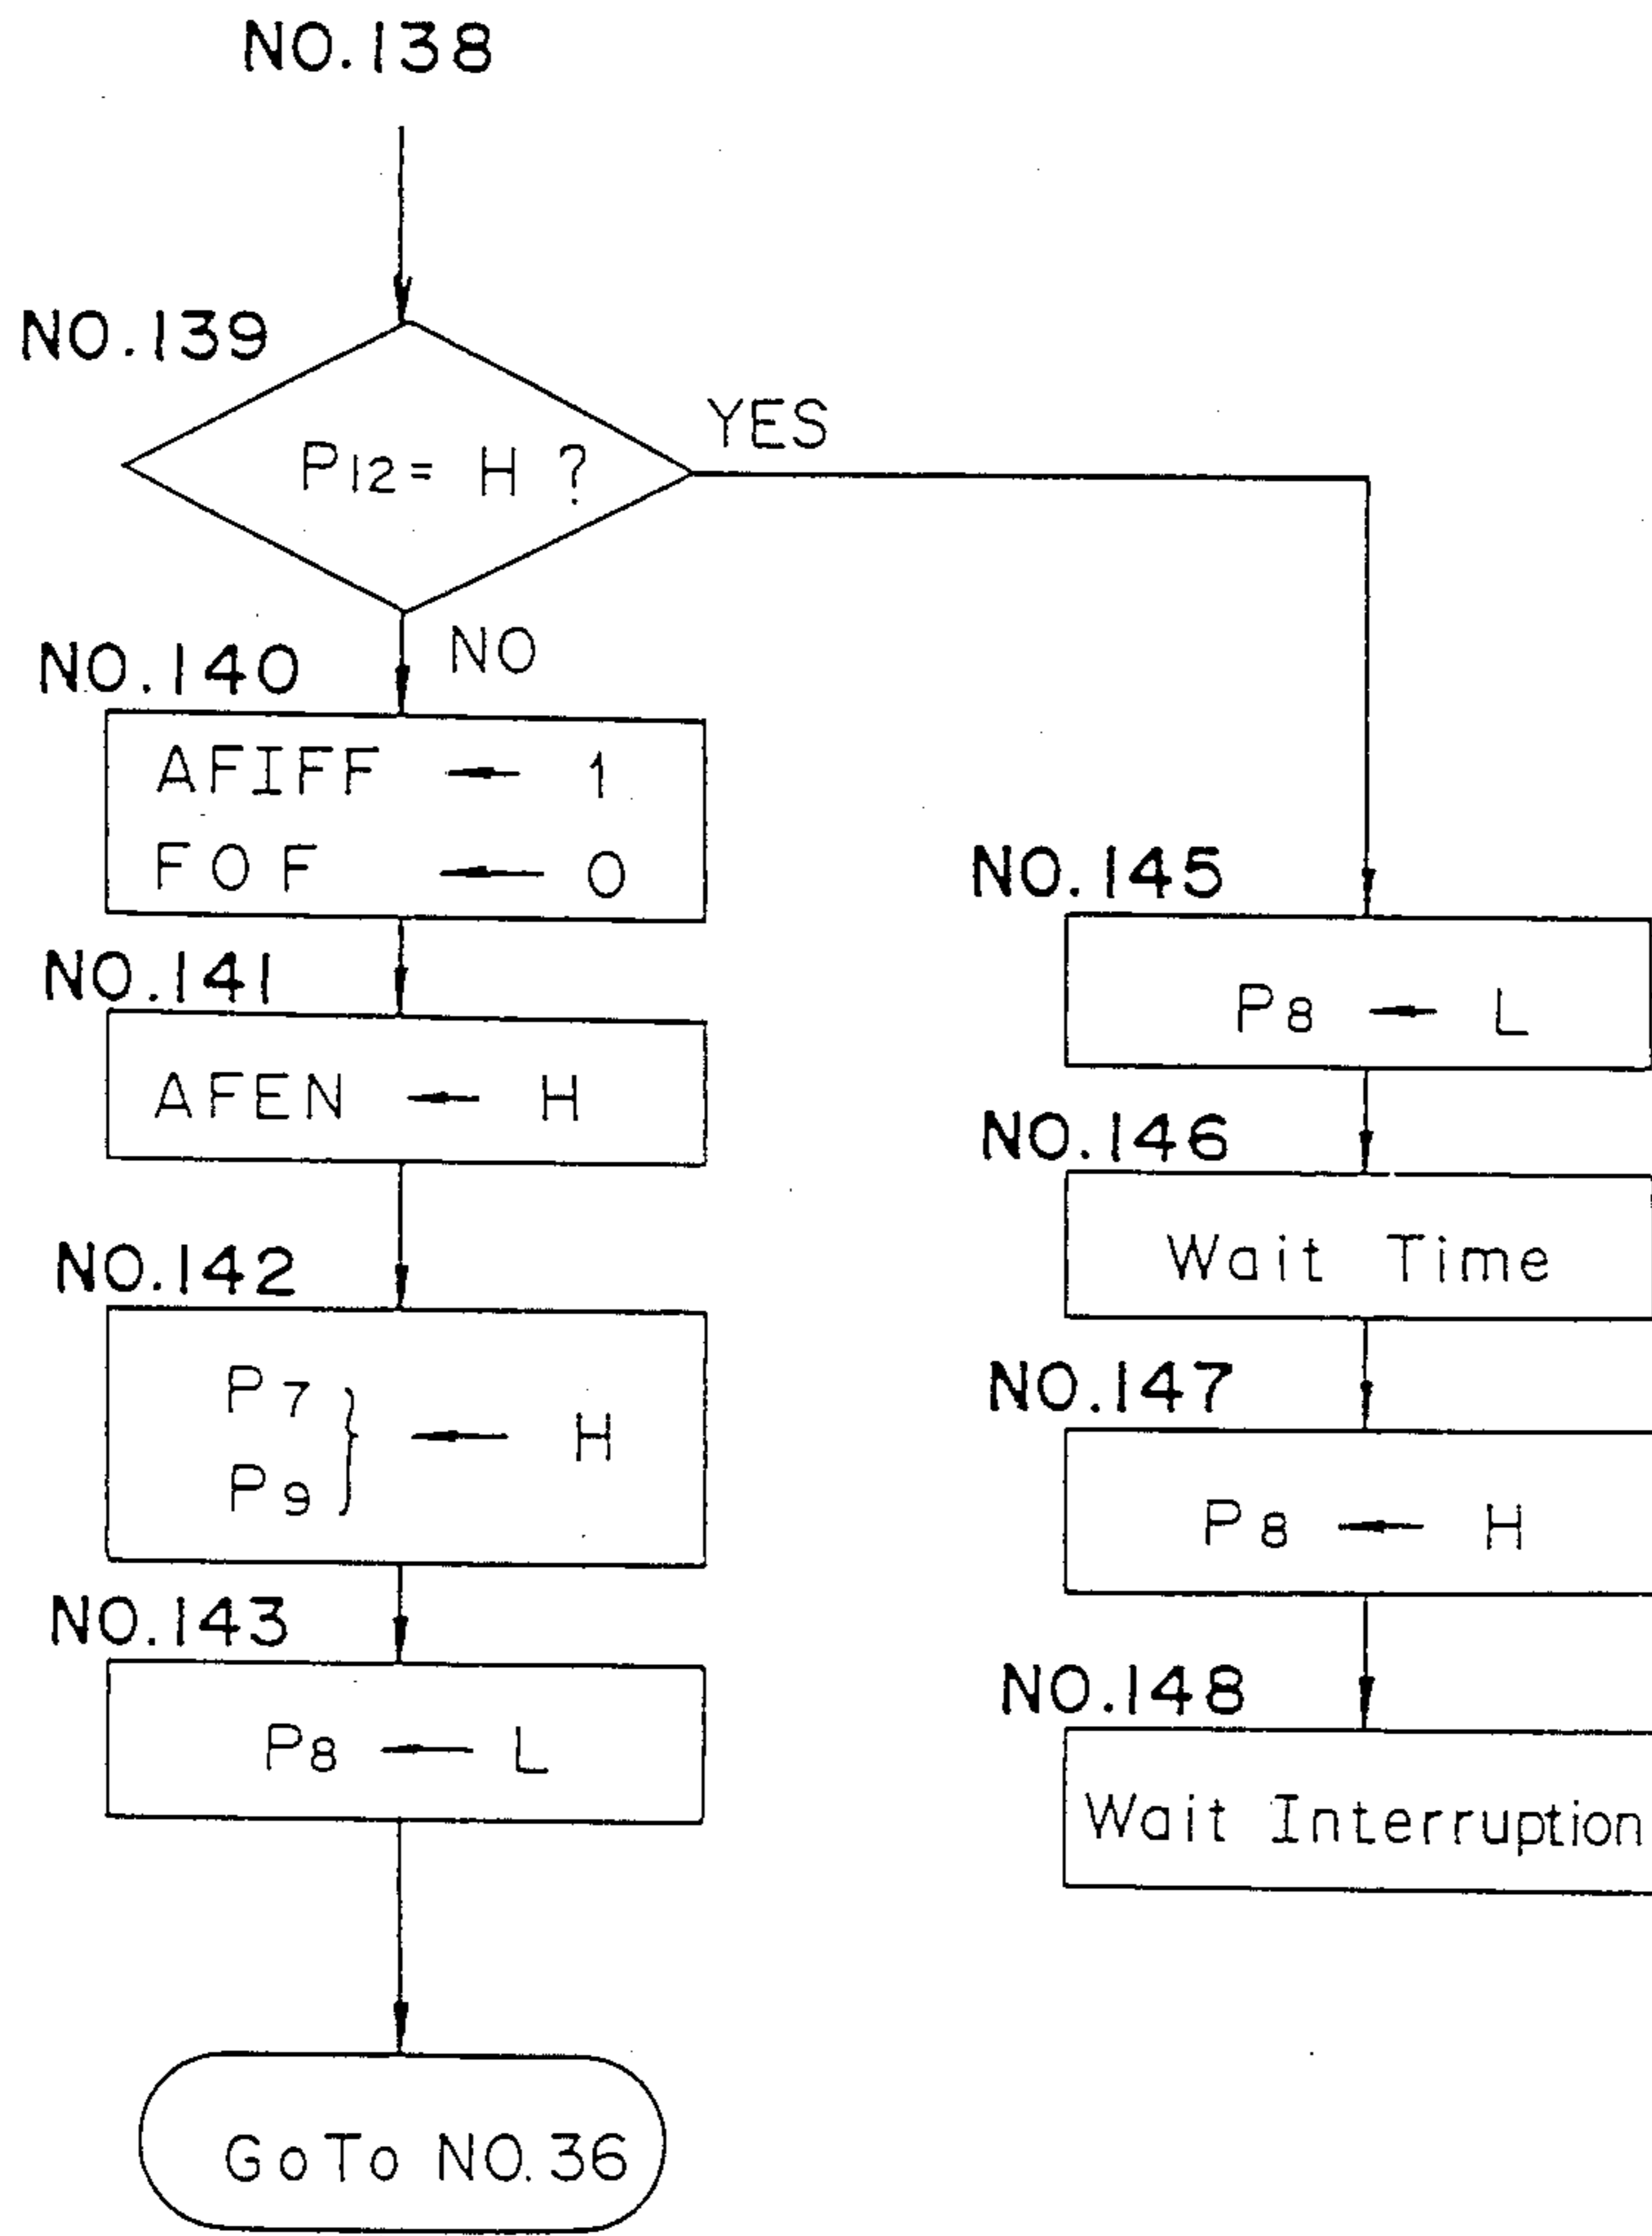 NO.138
NO.139
P12= H ?
YES
NO
NO.140
AFIFF ← 1
FOF ← 0
NO.141
AFEN ← H
NO.142
P7
P9 } ← H
NO.143
P8 ← L
GoTo NO.36
NO.145
P8 ← L
NO.146
Wait Time
NO.147
P8 ← H
NO.148
Wait Interruption